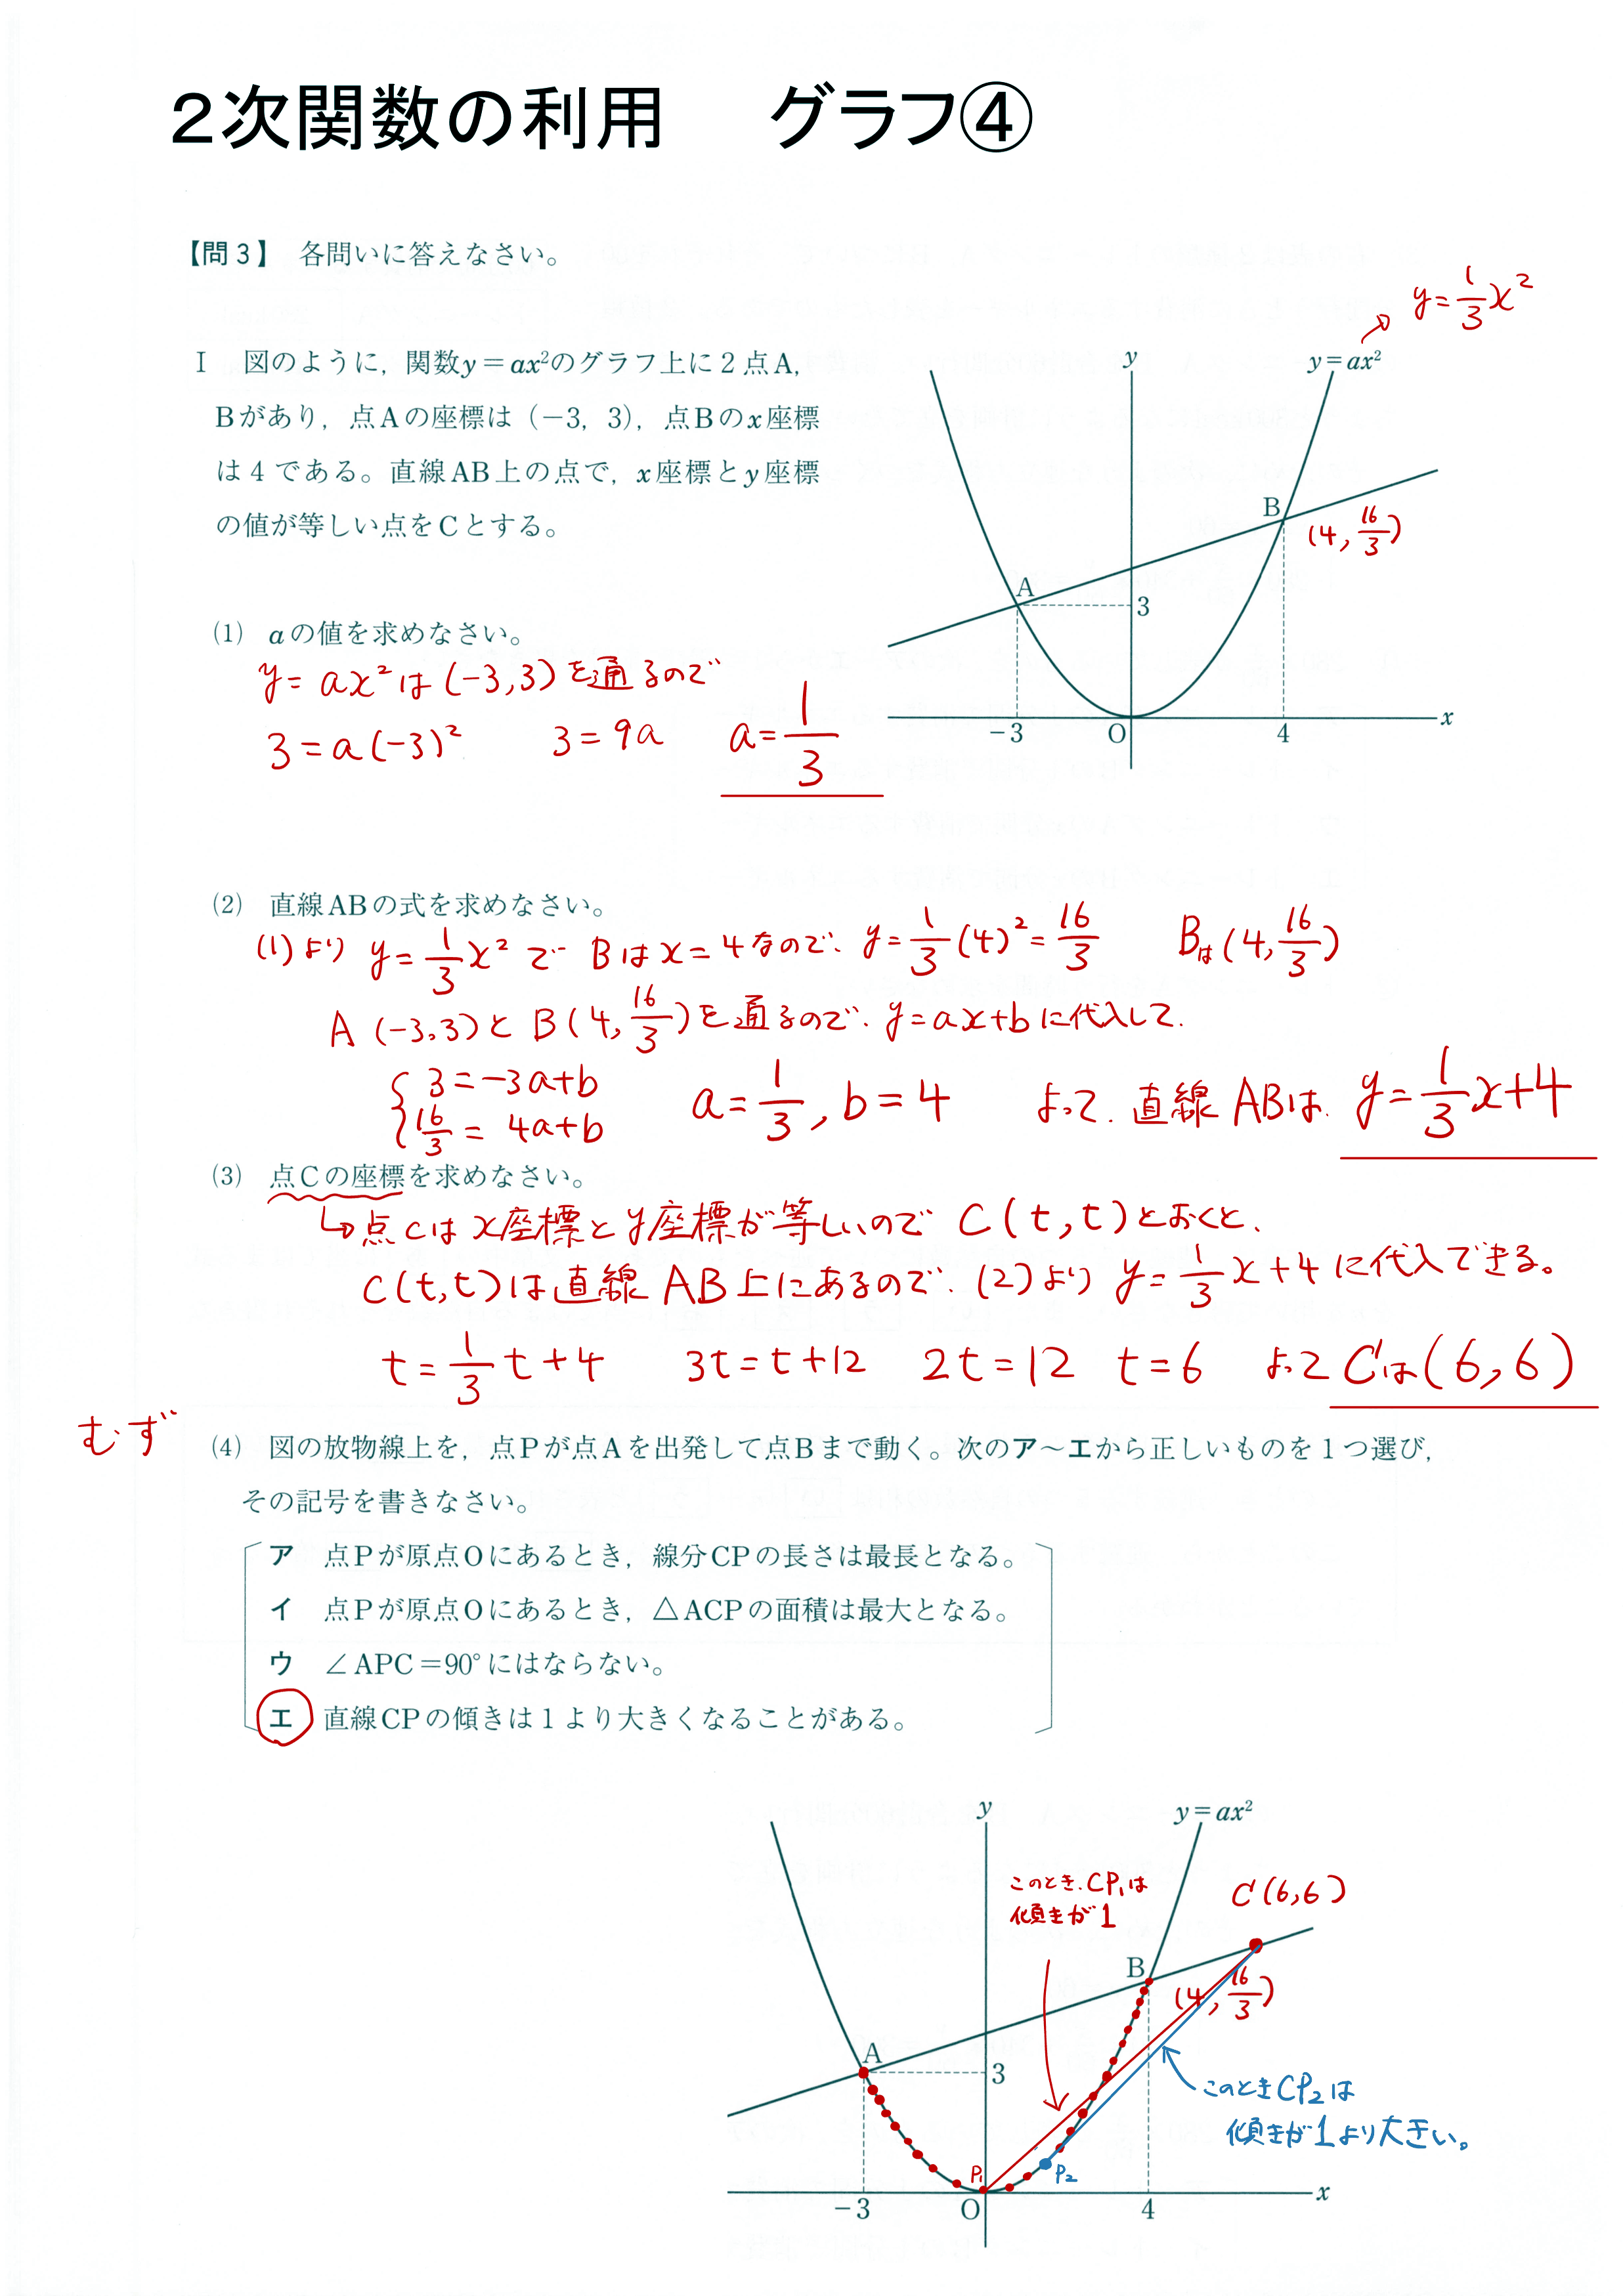 2次関数の利用　グラフ④
【問3】 各問いに答えなさい。
I 図のように，関数y＝ax²のグラフ上に2点A，
Bがあり，点Aの座標は（−3，3），点Bのx座標
は4である。直線AB上の点で，x座標とy座標
の値が等しい点をCとする。
y=1/3x²
y＝ax²
y
B
(4, 16/3)
A
3
−3
O
4
x
(1) aの値を求めなさい。
y=ax²は(-3,3)を通るので
3=a(-3)² 3=9a a=1/3
(2) 直線ABの式を求めなさい。
(1)より y=1/3x² で Bはx=4なので、y=1/3(4)²=16/3 Bは(4,16/3)
A(-3,3)とB(4,16/3)を通るので、y=ax+bに代入して、
{3=-3a+b
16/3=4a+b
a=1/3, b=4 よって、直線ABは、y=1/3x+4
(3) 点Cの座標を求めなさい。
↳点Cはx座標とy座標が等しいので C(t,t)とおくと、
C(t,t)は直線AB上にあるので、(2)より y=1/3x+4に代入できる。
t=1/3t+4 3t=t+12 2t=12 t=6 よって Cは(6,6)
むず
(4) 図の放物線上を，点Pが点Aを出発して点Bまで動く。次のア〜エから正しいものを1つ選び，
その記号を書きなさい。
ア 点Pが原点Oにあるとき，線分CPの長さは最長となる。
イ 点Pが原点Oにあるとき，△ACPの面積は最大となる。
ウ ∠APC＝90°にはならない。
エ 直線CPの傾きは1より大きくなることがある。
y
y＝ax²
このとき、CP₁は
傾きが1
C(6,6)
B
(4, 16/3)
A
3
このときCP₂は
傾きが1より大きい。
P₁
P₂
−3
O
4
x